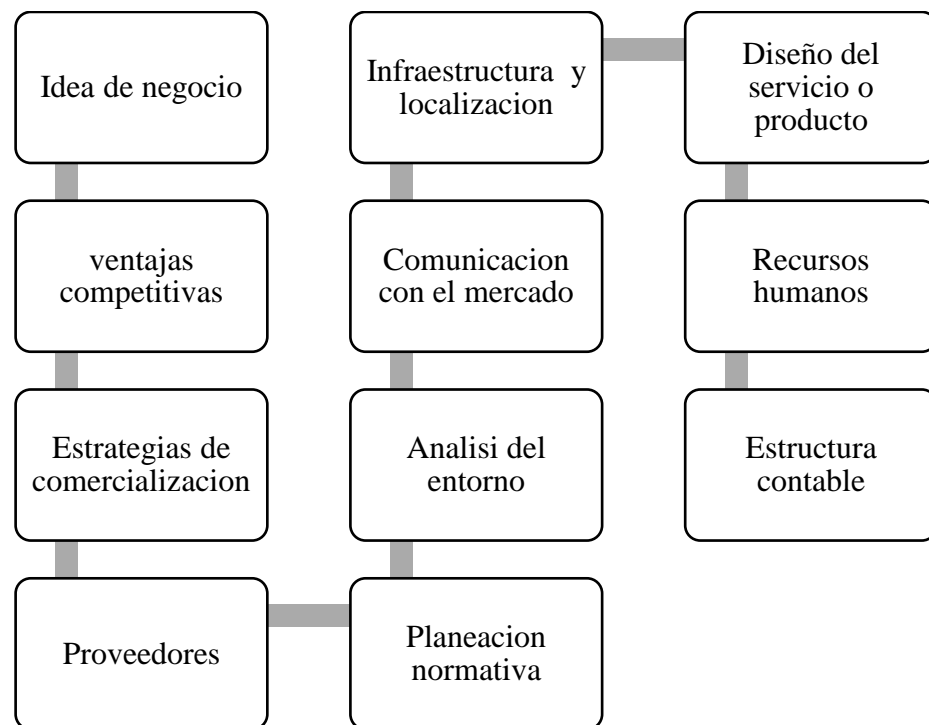 Idea de negocio
ventajas
competitivas
Estrategias de
comercializacion
Proveedores
Planeacion
normativa
Analisi del
entorno
Comunicacion
con el mercado
Infraestructura y
localizacion
Diseño del
servicio o
producto
Recursos
humanos
Estructura
contable